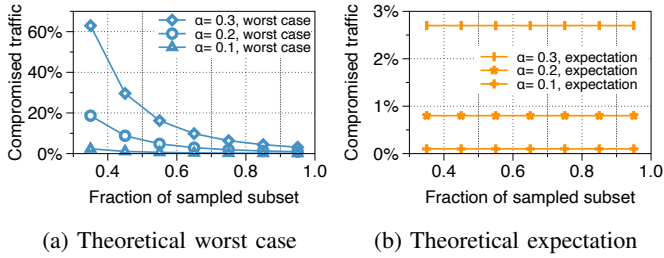 Compromised traffic
60%
40%
20%
0%
α= 0.3, worst case
α= 0.2, worst case
α= 0.1, worst case
0.4 0.6 0.8 1.0
Fraction of sampled subset
(a) Theoretical worst case
Compromised traffic
3%
2%
1%
0%
α= 0.3, expectation
α= 0.2, expectation
α= 0.1, expectation
0.4 0.6 0.8 1.0
Fraction of sampled subset
(b) Theoretical expectation